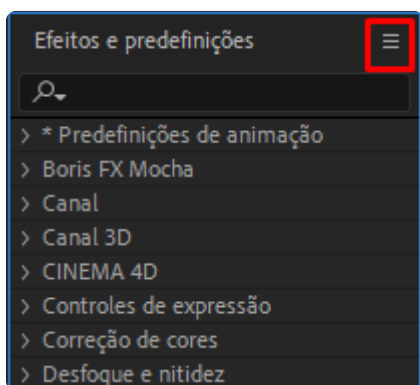 Efeitos e predefinições
> * Predefinições de animação
> Boris FX Mocha
> Canal
> Canal 3D
> CINEMA 4D
> Controles de expressão
> Correção de cores
> Desfoque e nitidez